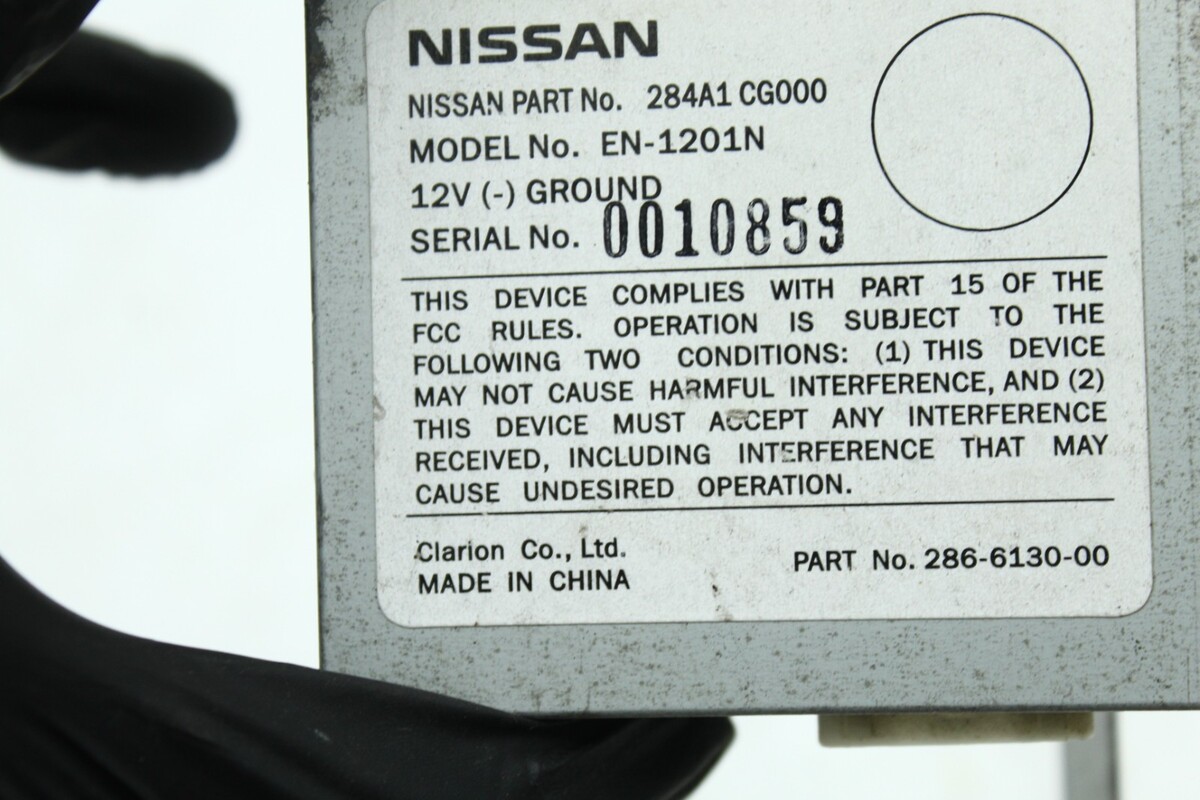 NISSAN
NISSAN PART No. 284A1 CG000
MODEL No. EN-1201N
12V (-) GROUND
SERIAL No. 0010859
THIS DEVICE COMPLIES WITH PART 15 OF THE
FCC RULES. OPERATION IS SUBJECT TO THE
FOLLOWING TWO CONDITIONS: (1) THIS DEVICE
MAY NOT CAUSE HARMFUL INTERFERENCE, AND (2)
THIS DEVICE MUST ACCEPT ANY INTERFERENCE
RECEIVED, INCLUDING INTERFERENCE THAT MAY
CAUSE UNDESIRED OPERATION.
Clarion Co., Ltd.
MADE IN CHINA
PART No. 286-6130-00